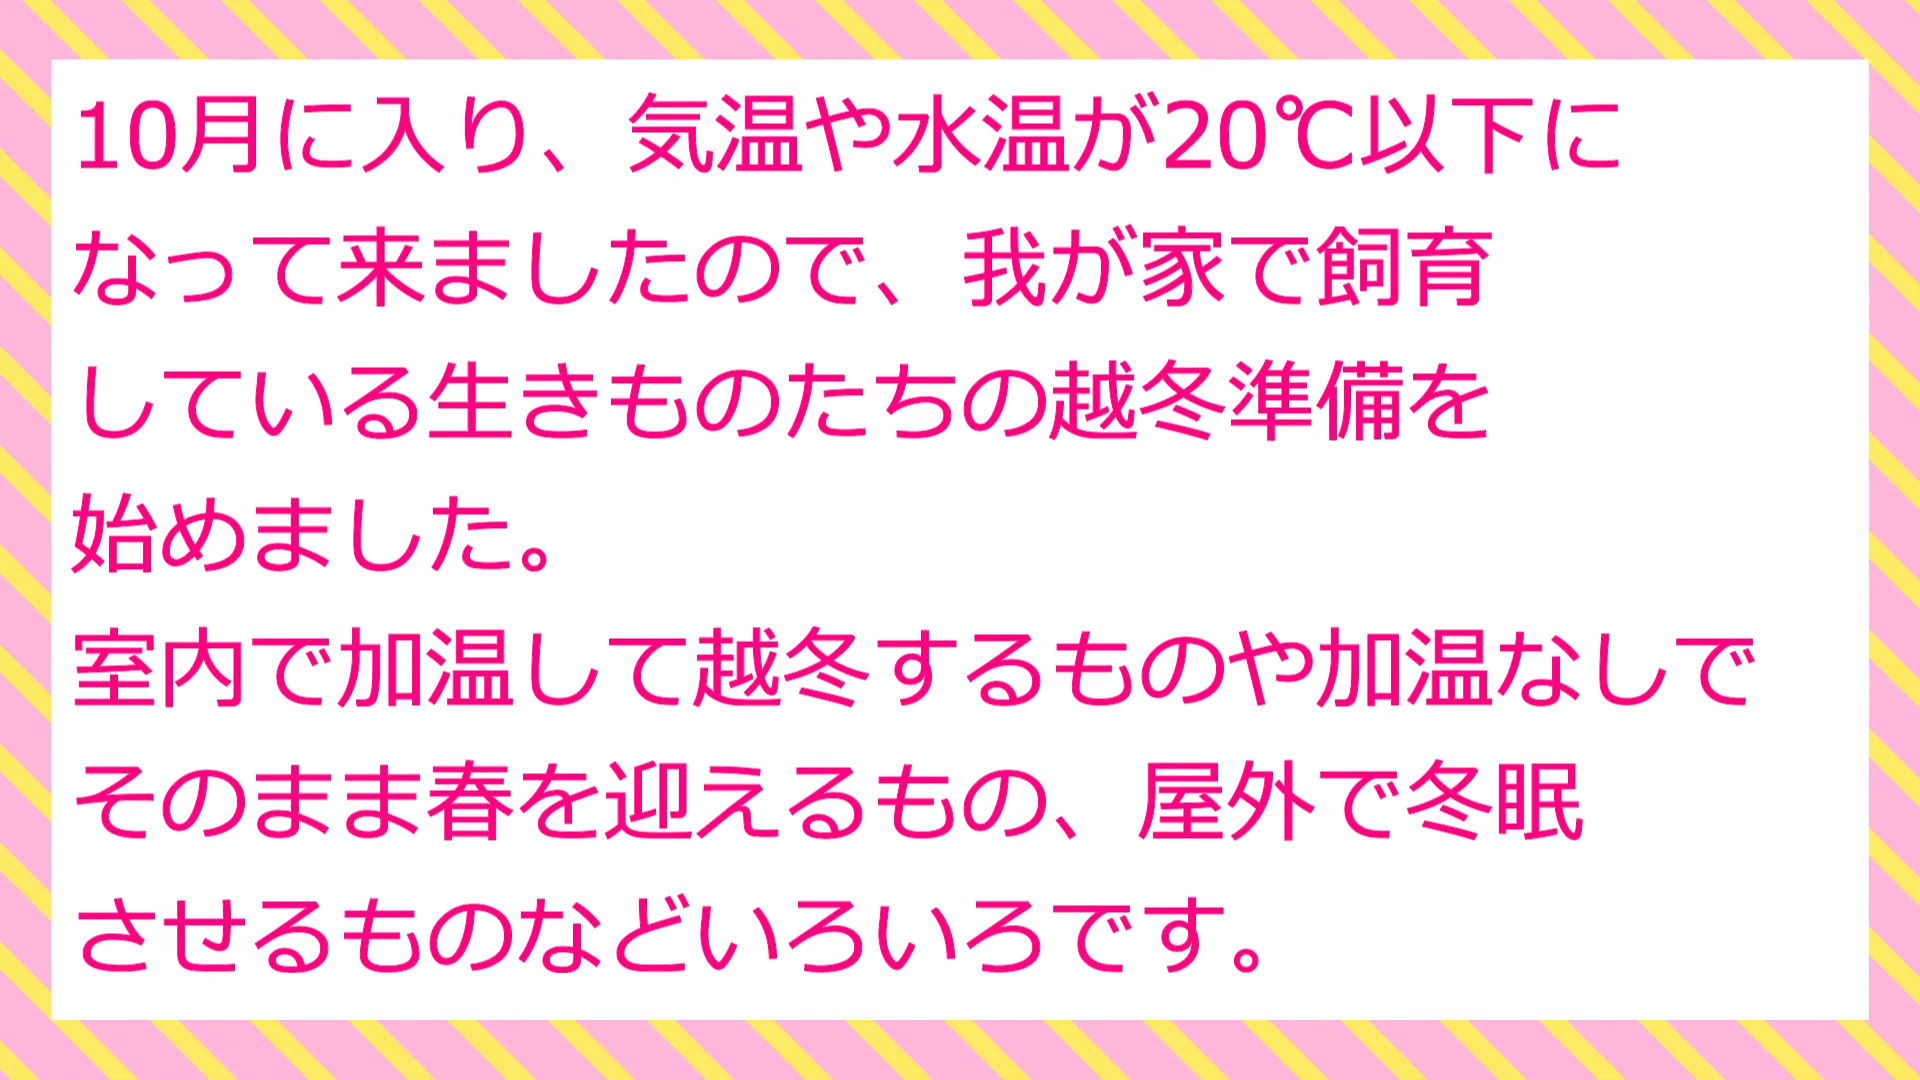 10月に入り、気温や水温が20℃以下に
なって来ましたので、我が家で飼育
している生きものたちの越冬準備を
始めました。
室内で加温して越冬するものや加温なしで
そのまま春を迎えるもの、屋外で冬眠
させるものなどいろいろです。